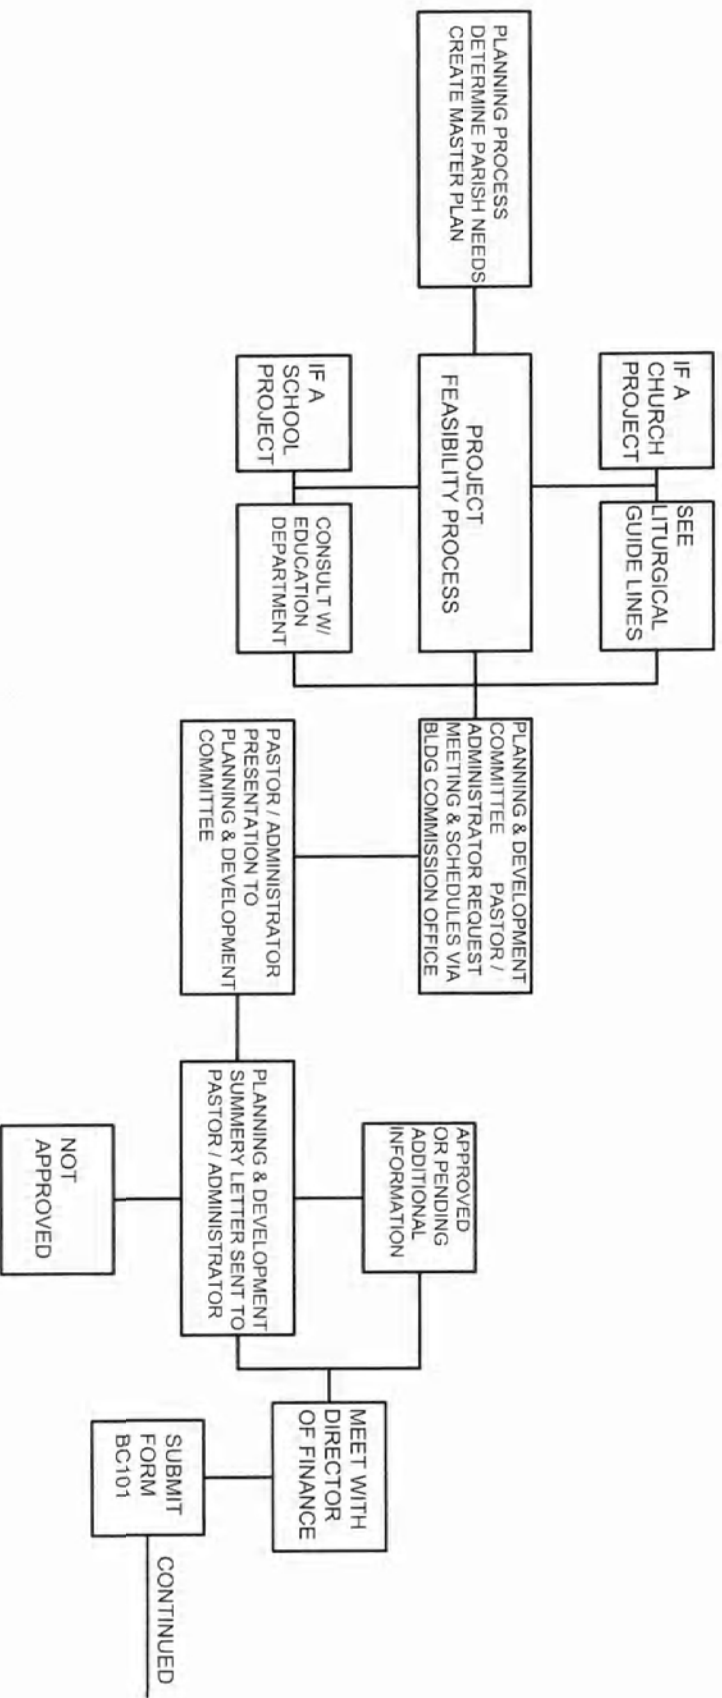 PLANNING PROCESS
DETERMINE PARISH NEEDS
CREATE MASTER PLAN
IF A
CHURCH
PROJECT
SEE
LITURGICAL
GUIDE LINES
PROJECT
FEASIBILITY PROCESS
IF A
SCHOOL
PROJECT
CONSULT W/
EDUCATION
DEPARTMENT
PLANNING & DEVELOPMENT
COMMITTEE PASTOR /
ADMINISTRATOR REQUEST
MEETING & SCHEDULES VIA
BLDG COMMISSION OFFICE
PASTOR / ADMINISTRATOR
PRESENTATION TO
PLANNING & DEVELOPMENT
COMMITTEE
APPROVED
OR PENDING
ADDITIONAL
INFORMATION
PLANNING & DEVELOPMENT
SUMMERY LETTER SENT TO
PASTOR / ADMINISTRATOR
NOT
APPROVED
MEET WITH
DIRECTOR
OF FINANCE
SUBMIT
FORM
BC101
CONTINUED